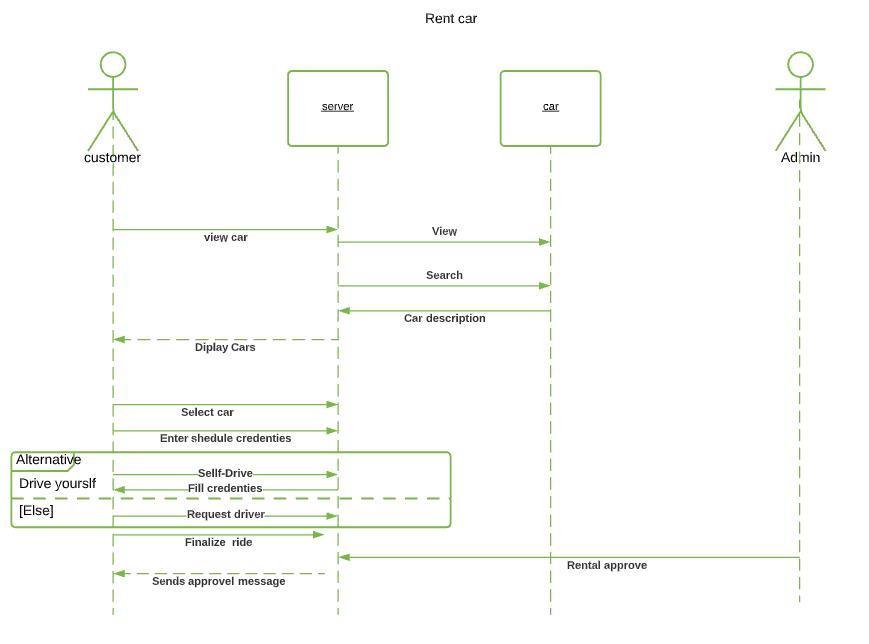 Rent car
server
car
customer
Admin
view car
View
Search
Car description
Diplay Cars
Select car
Enter shedule credenties
Alternative
Sellf-Drive
Drive yourslf
Fill credenties
[Else]
Request driver
Finalize ride
Rental approve
Sends approvel message